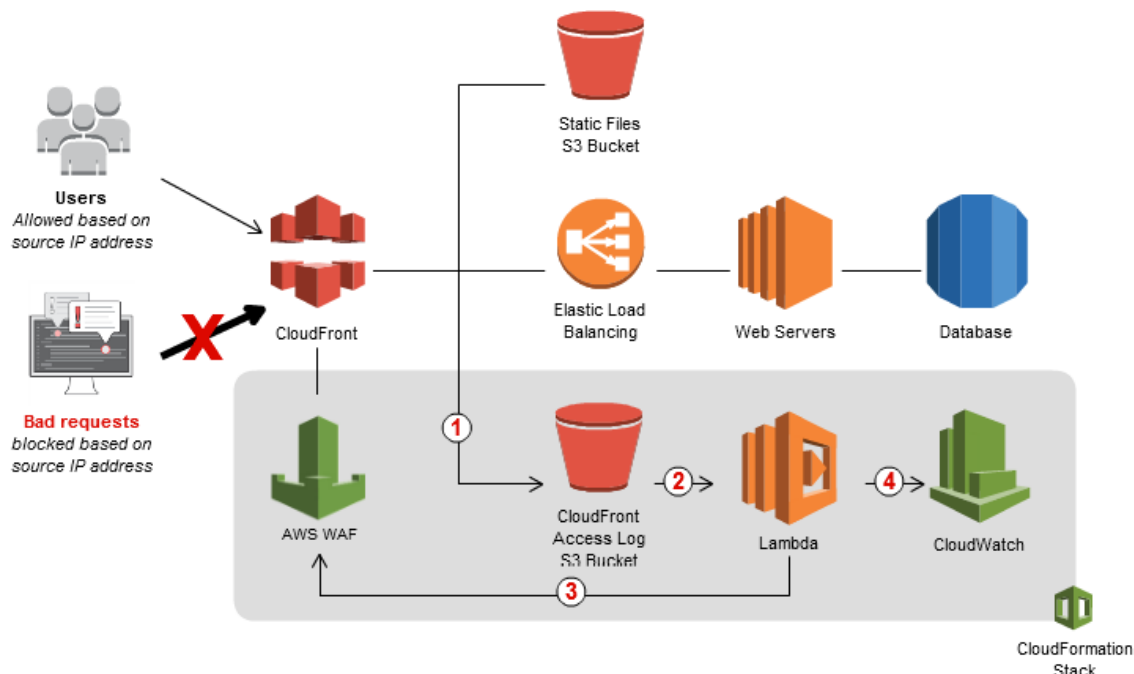 Static Files
S3 Bucket
Users
Allowed based on
source IP address
CloudFront
Elastic Load
Balancing
Web Servers
Database
X
Bad requests
blocked based on
source IP address
1
AWS WAF
CloudFront
Access Log
S3 Bucket
2
Lambda
4
CloudWatch
3
CloudFormation
Stack